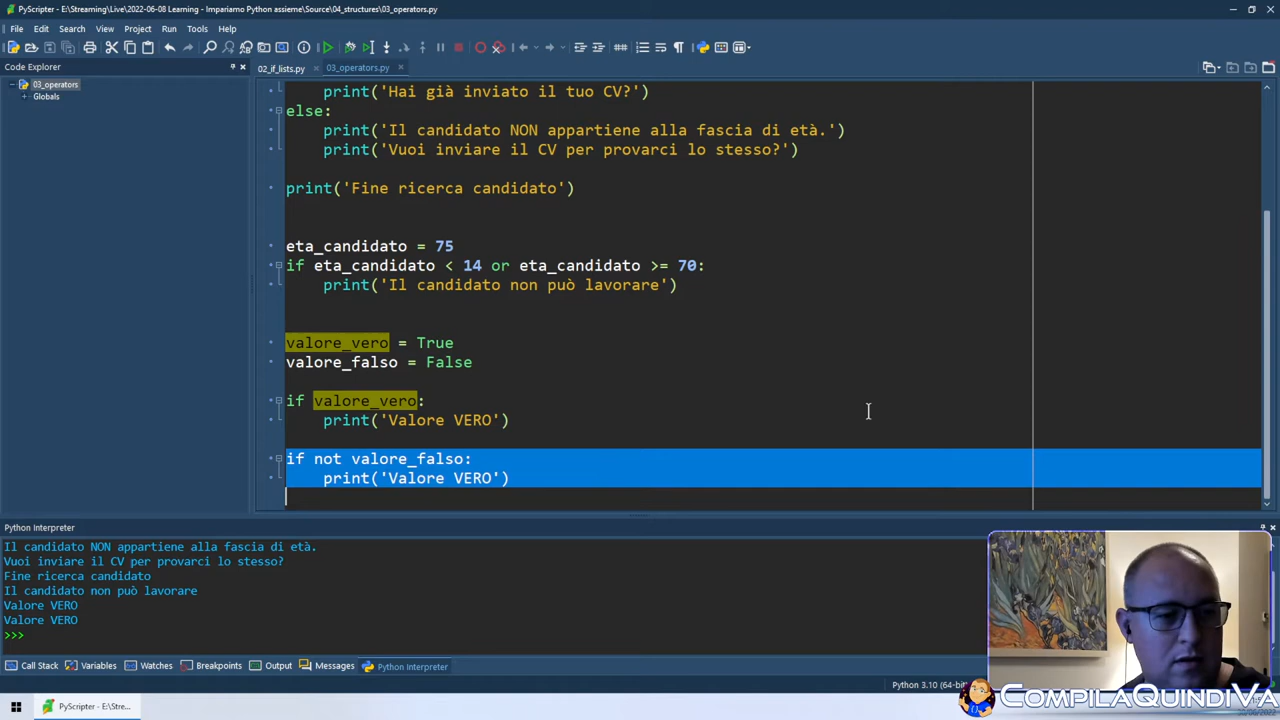 PyScripter - E:\Streaming\Live\2022-06-08 Learning - Impariamo Python assieme\Source\04_structures\03_operators.py
File Edit Search View Project Run Tools Help
Code Explorer
02_if_lists.py
03_operators.py
03_operators
Globals
print('Hai già inviato il tuo CV?')
else:
print('Il candidato NON appartiene alla fascia di età.')
print('Vuoi inviare il CV per provarci lo stesso?')
print('Fine ricerca candidato')
eta_candidato = 75
if eta_candidato < 14 or eta_candidato >= 70:
print('Il candidato non può lavorare')
valore_vero = True
valore_falso = False
if valore_vero:
print('Valore VERO')
if not valore_falso:
print('Valore VERO')
Python Interpreter
Il candidato NON appartiene alla fascia di età.
Vuoi inviare il CV per provarci lo stesso?
Fine ricerca candidato
Il candidato non può lavorare
Valore VERO
Valore VERO
>>>
Call Stack Variables Watches Breakpoints Output Messages Python Interpreter
Python 3.10 (64-bit)
PyScripter - E:\Stre...
COMPILAQUINDIVA